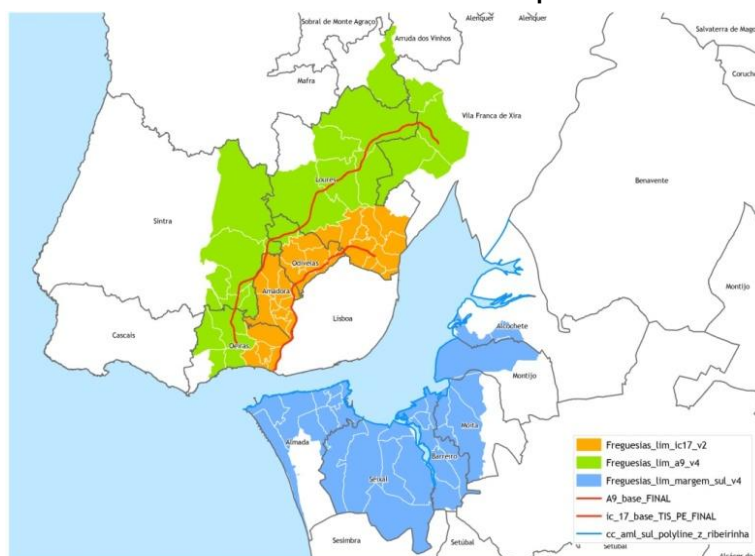 Sobral de Monte Agraço
Alenquer
Alenquer
Arruda dos Vinhos
Salvaterra de Mago
Coruche
Mafra
Vila Franca de Xira
Loures
Benavente
Sintra
Odivelas
Amadora
Montijo
Lisboa
Cascais
Oeiras
Alcochete
Montijo
Almada
Moita
Barreiro
Seixal
Sesimbra
Setúbal
Setúbal
Freguesias_lim_ic17_v2
Freguesias_lim_a9_v4
Freguesias_lim_margem_sul_v4
A9_base_FINAL
ic_17_base_TIS_PE_FINAL
cc_aml_sul_polyline_z_ribeirinha